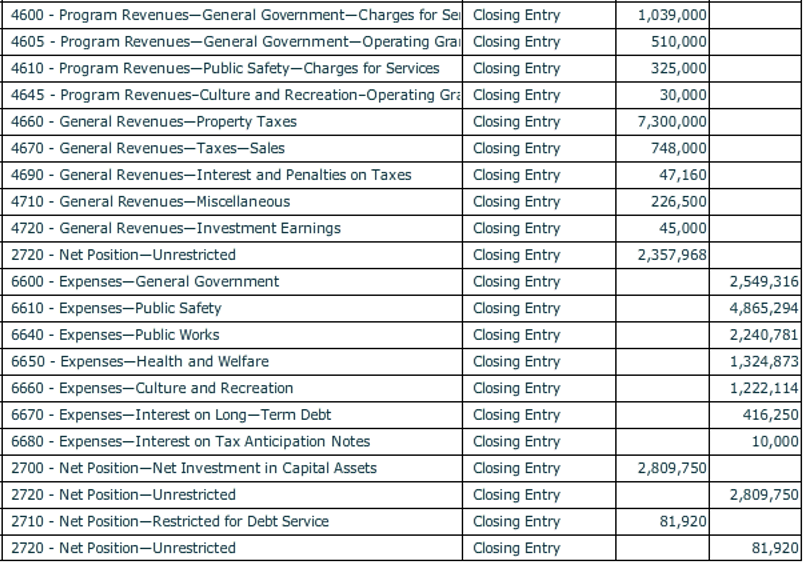 4600 - Program Revenues—General Government—Charges for Ser Closing Entry 1,039,000
4605 - Program Revenues—General Government—Operating Gra Closing Entry 510,000
4610 - Program Revenues—Public Safety—Charges for Services Closing Entry 325,000
4645 - Program Revenues–Culture and Recreation–Operating Gra Closing Entry 30,000
4660 - General Revenues—Property Taxes Closing Entry 7,300,000
4670 - General Revenues—Taxes—Sales Closing Entry 748,000
4690 - General Revenues—Interest and Penalties on Taxes Closing Entry 47,160
4710 - General Revenues—Miscellaneous Closing Entry 226,500
4720 - General Revenues—Investment Earnings Closing Entry 45,000
2720 - Net Position—Unrestricted Closing Entry 2,357,968
6600 - Expenses—General Government Closing Entry 2,549,316
6610 - Expenses—Public Safety Closing Entry 4,865,294
6640 - Expenses—Public Works Closing Entry 2,240,781
6650 - Expenses—Health and Welfare Closing Entry 1,324,873
6660 - Expenses—Culture and Recreation Closing Entry 1,222,114
6670 - Expenses—Interest on Long—Term Debt Closing Entry 416,250
6680 - Expenses—Interest on Tax Anticipation Notes Closing Entry 10,000
2700 - Net Position—Net Investment in Capital Assets Closing Entry 2,809,750
2720 - Net Position—Unrestricted Closing Entry 2,809,750
2710 - Net Position—Restricted for Debt Service Closing Entry 81,920
2720 - Net Position—Unrestricted Closing Entry 81,920